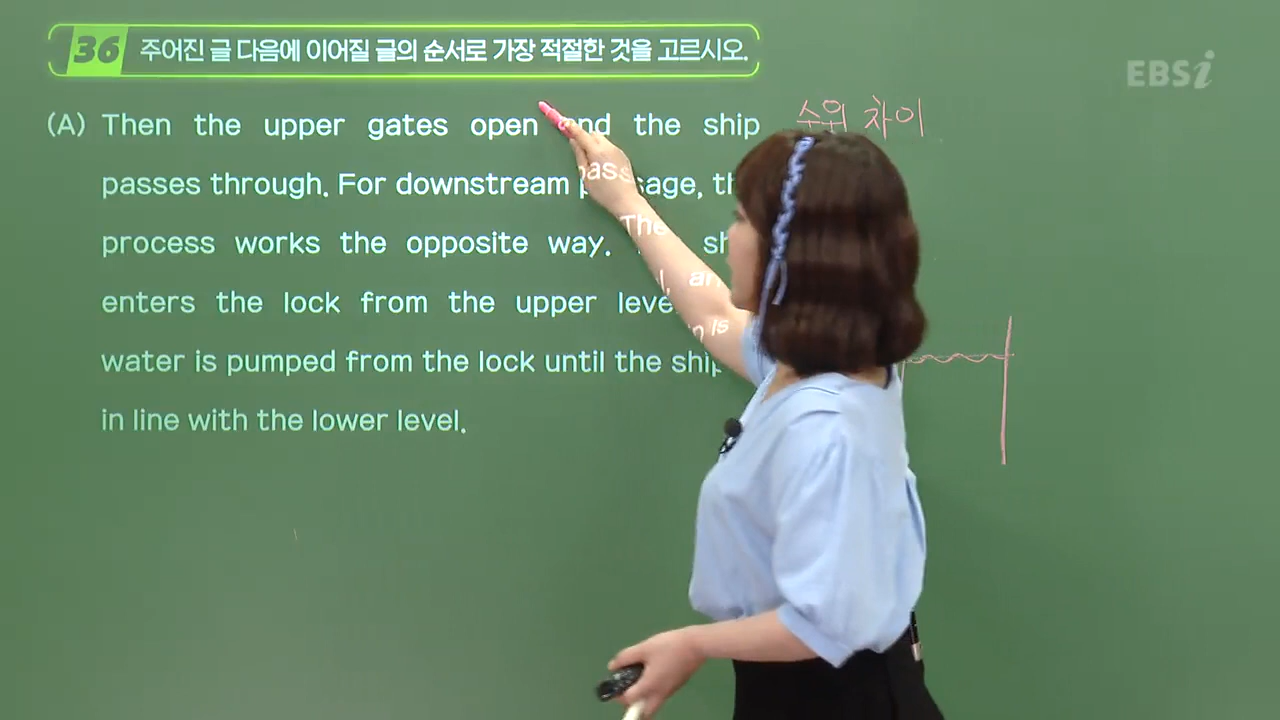 36 주어진 글 다음에 이어질 글의 순서로 가장 적절한 것을 고르시오.
EBSi
수위 차이
(A) Then the upper gates open and the ship
passes through. For downstream passage,
process works the opposite way.
enters the lock from the upper
water is pumped from the lock until the ship
in line with the lower level.